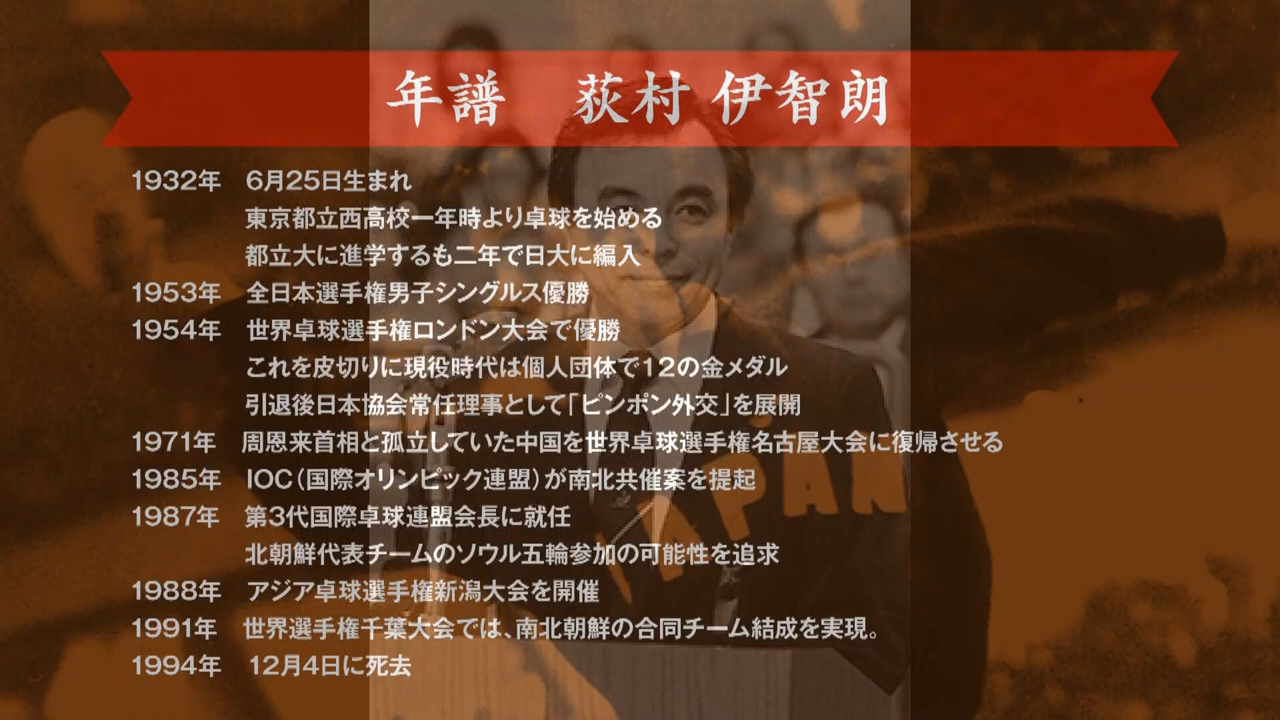 年譜　荻村 伊智朗
1932年　6月25日生まれ
東京都立西高校一年時より卓球を始める
都立大に進学するも二年で日大に編入
1953年　全日本選手権男子シングルス優勝
1954年　世界卓球選手権ロンドン大会で優勝
これを皮切りに現役時代は個人団体で12の金メダル
引退後日本協会常任理事として「ピンポン外交」を展開
1971年　周恩来首相と孤立していた中国を世界卓球選手権名古屋大会に復帰させる
1985年　IOC（国際オリンピック連盟）が南北共催案を提起
1987年　第3代国際卓球連盟会長に就任
北朝鮮代表チームのソウル五輪参加の可能性を追求
1988年　アジア卓球選手権新潟大会を開催
1991年　世界選手権千葉大会では、南北朝鮮の合同チーム結成を実現。
1994年　12月4日に死去
JAPAN